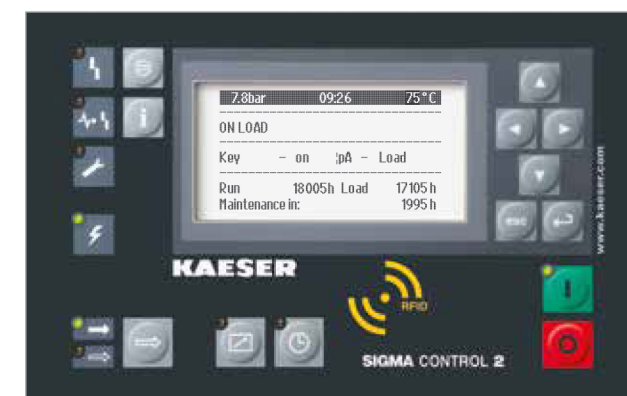 7.8bar 09:26 75°C
ON LOAD
Key - on :pA - Load
Run 18005h Load 17105h
Maintenance in: 1995h
esc
www.kaeser.com
KAESER
RFID
SIGMA CONTROL 2